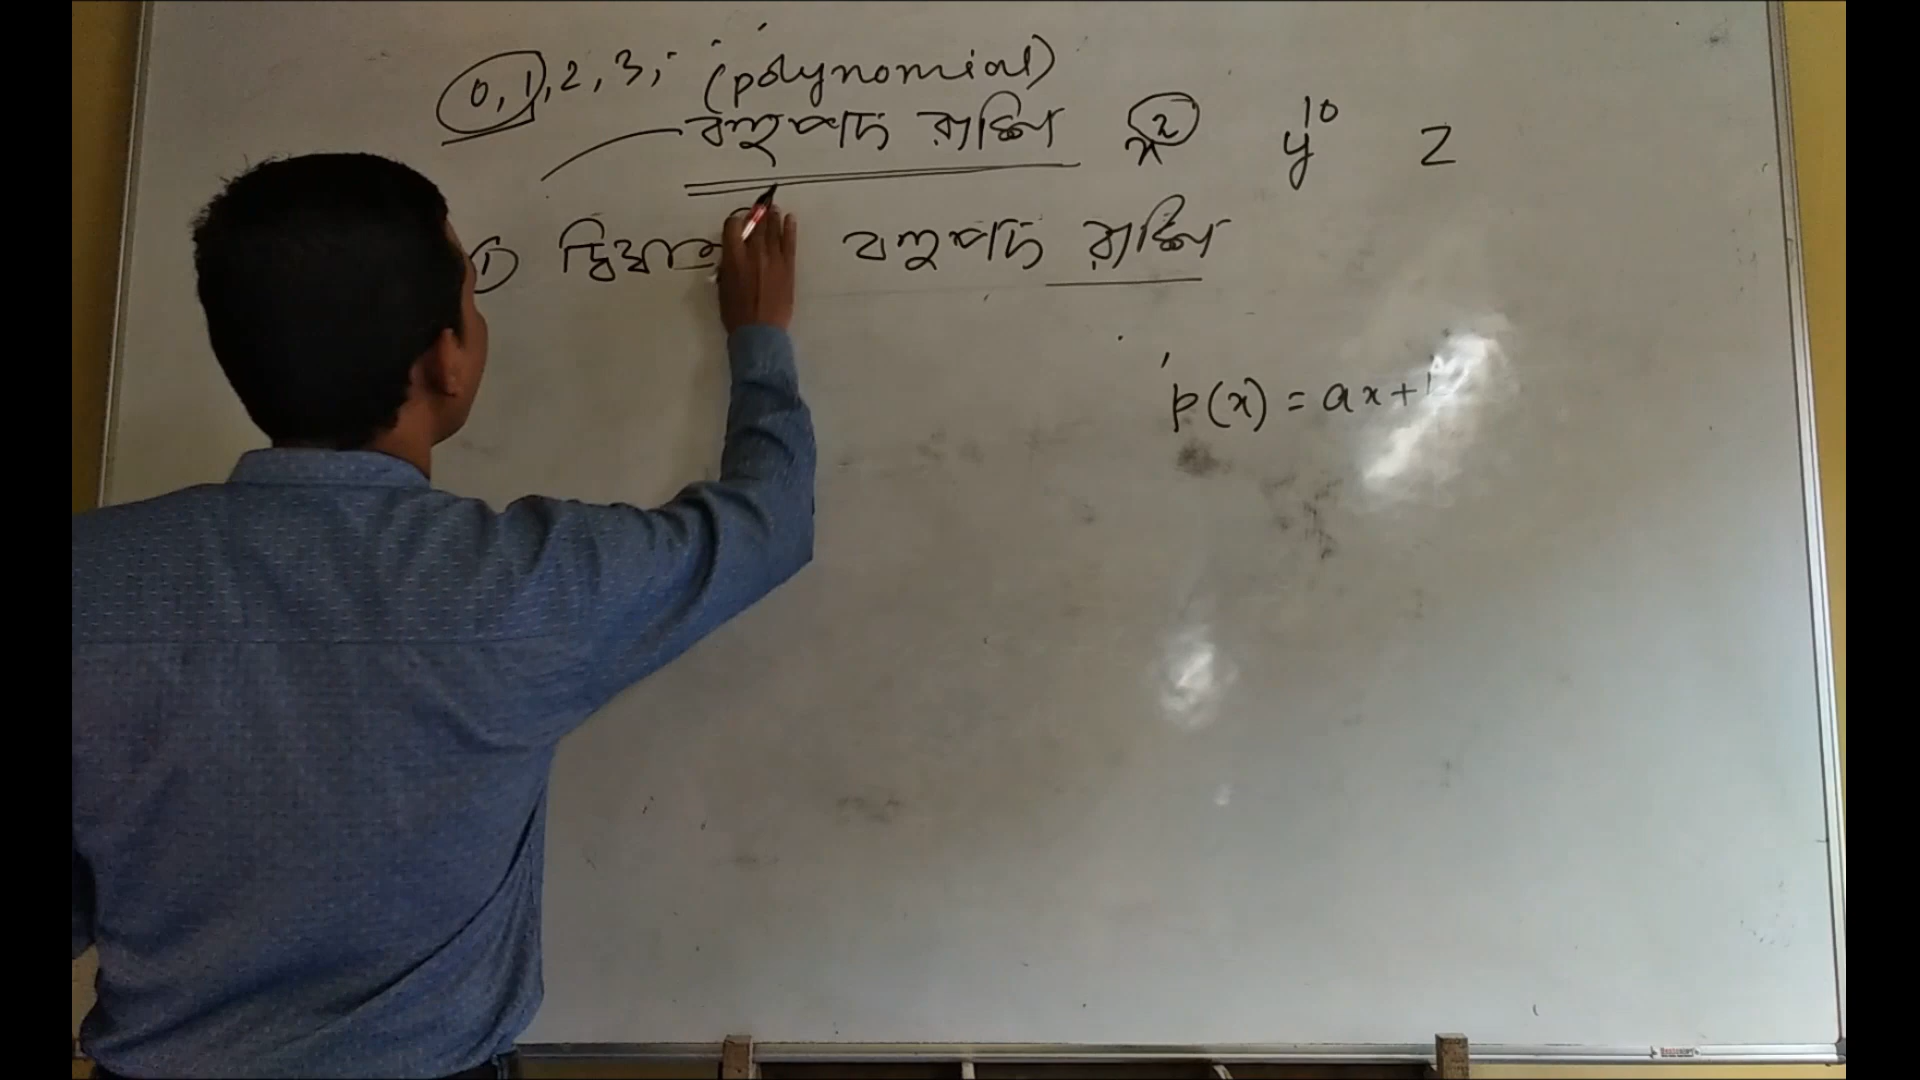 0, 1, 2, 3, (polynomial)
বহুপদ ৰাশি x² y¹⁰ z
① দ্বিঘাত বহুপদ ৰাশি
p(x) = ax+